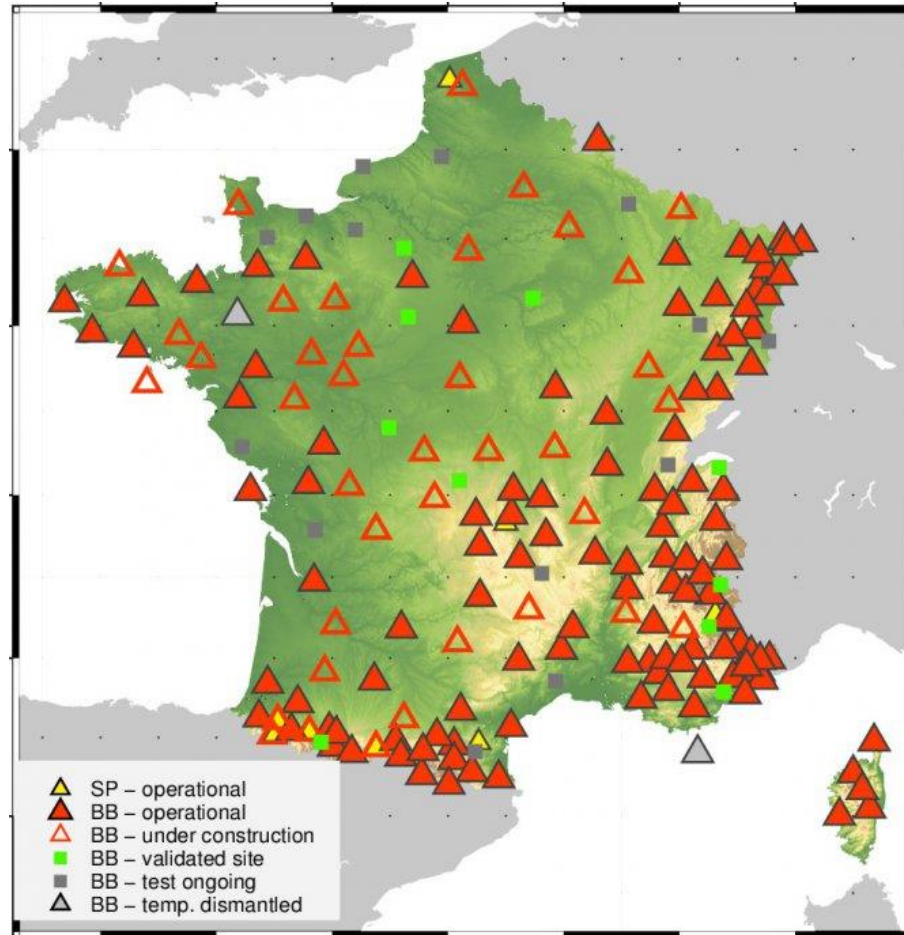 SP – operational
BB – operational
BB – under construction
BB – validated site
BB – test ongoing
BB – temp. dismantled